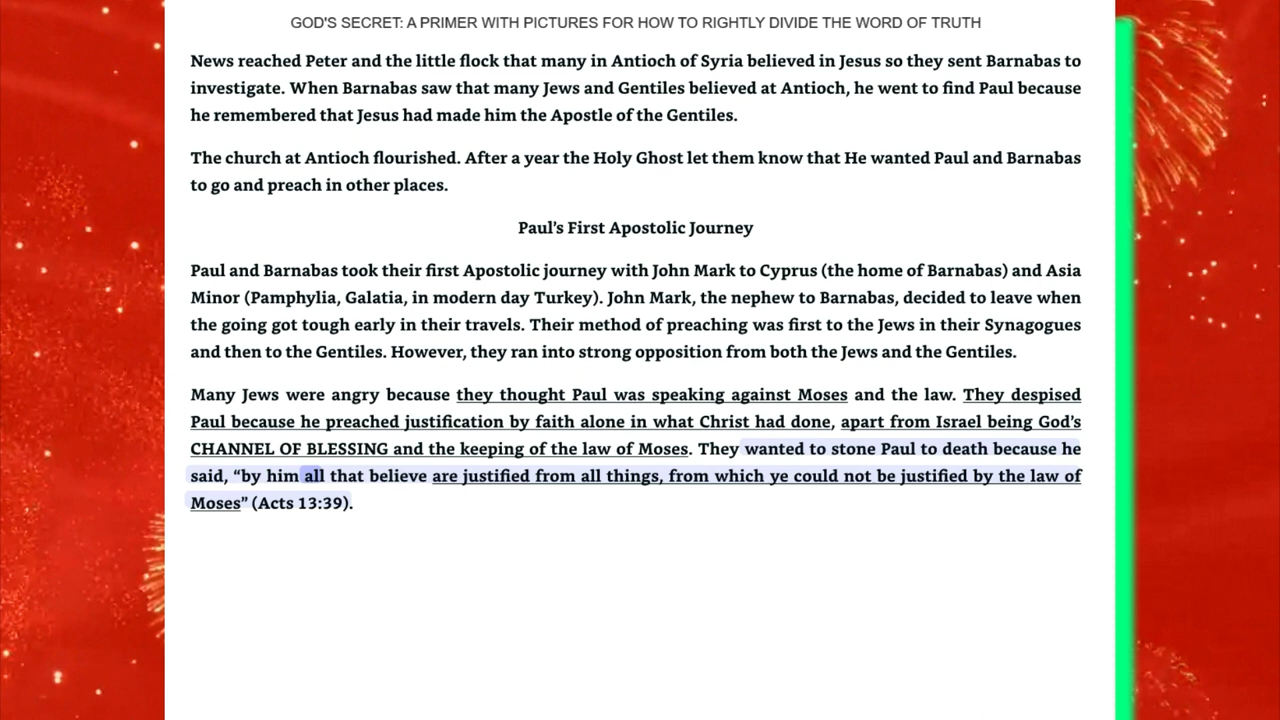 GOD'S SECRET: A PRIMER WITH PICTURES FOR HOW TO RIGHTLY DIVIDE THE WORD OF TRUTH
News reached Peter and the little flock that many in Antioch of Syria believed in Jesus so they sent Barnabas to
investigate. When Barnabas saw that many Jews and Gentiles believed at Antioch, he went to find Paul because
he remembered that Jesus had made him the Apostle of the Gentiles.
The church at Antioch flourished. After a year the Holy Ghost let them know that He wanted Paul and Barnabas
to go and preach in other places.
Paul’s First Apostolic Journey
Paul and Barnabas took their first Apostolic journey with John Mark to Cyprus (the home of Barnabas) and Asia
Minor (Pamphylia, Galatia, in modern day Turkey). John Mark, the nephew to Barnabas, decided to leave when
the going got tough early in their travels. Their method of preaching was first to the Jews in their Synagogues
and then to the Gentiles. However, they ran into strong opposition from both the Jews and the Gentiles.
Many Jews were angry because they thought Paul was speaking against Moses and the law. They despised
Paul because he preached justification by faith alone in what Christ had done, apart from Israel being God’s
CHANNEL OF BLESSING and the keeping of the law of Moses. They wanted to stone Paul to death because he
said, “by him all that believe are justified from all things, from which ye could not be justified by the law of
Moses” (Acts 13:39).